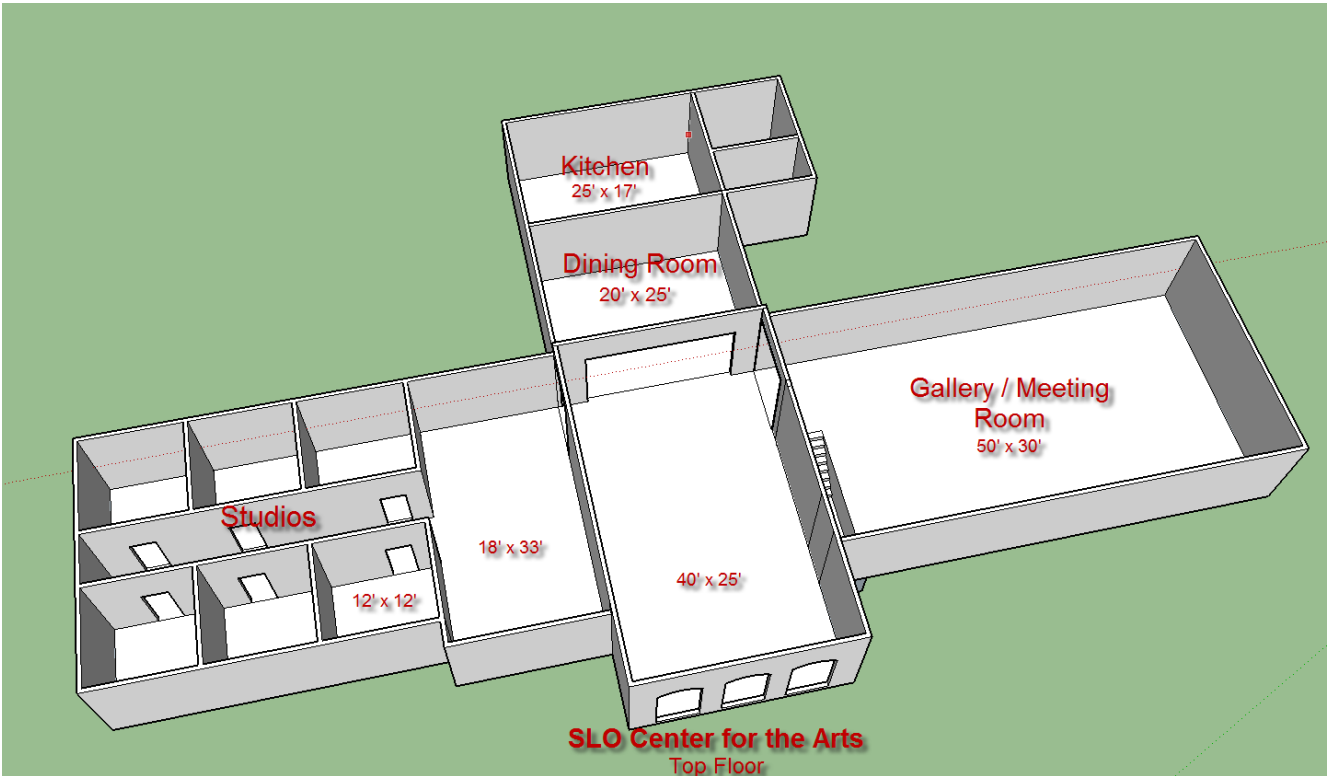 Kitchen
25' x 17'
Dining Room
20' x 25'
Gallery / Meeting
Room
50' x 30'
Studios
18' x 33'
40' x 25'
12' x 12'
SLO Center for the Arts
Top Floor